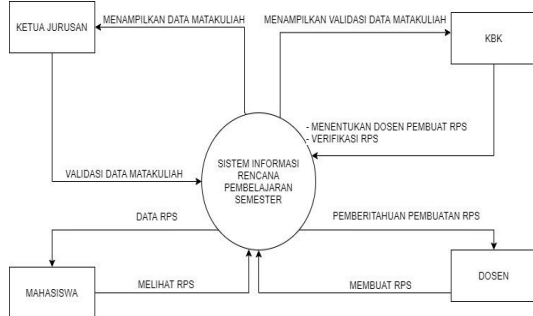 MENAMPILKAN DATA MATAKULIAH
MENAMPILKAN VALIDASI DATA MATAKULIAH
KETUA JURUSAN
KBK
- MENENTUKAN DOSEN PEMBUAT RPS
- VERIFIKASI RPS
SISTEM INFORMASI
RENCANA
PEMBELAJARAN
SEMESTER
VALIDASI DATA MATAKULIAH
DATA RPS
PEMBERITAHUAN PEMBUATAN RPS
MAHASISWA
MELIHAT RPS
MEMBUAT RPS
DOSEN